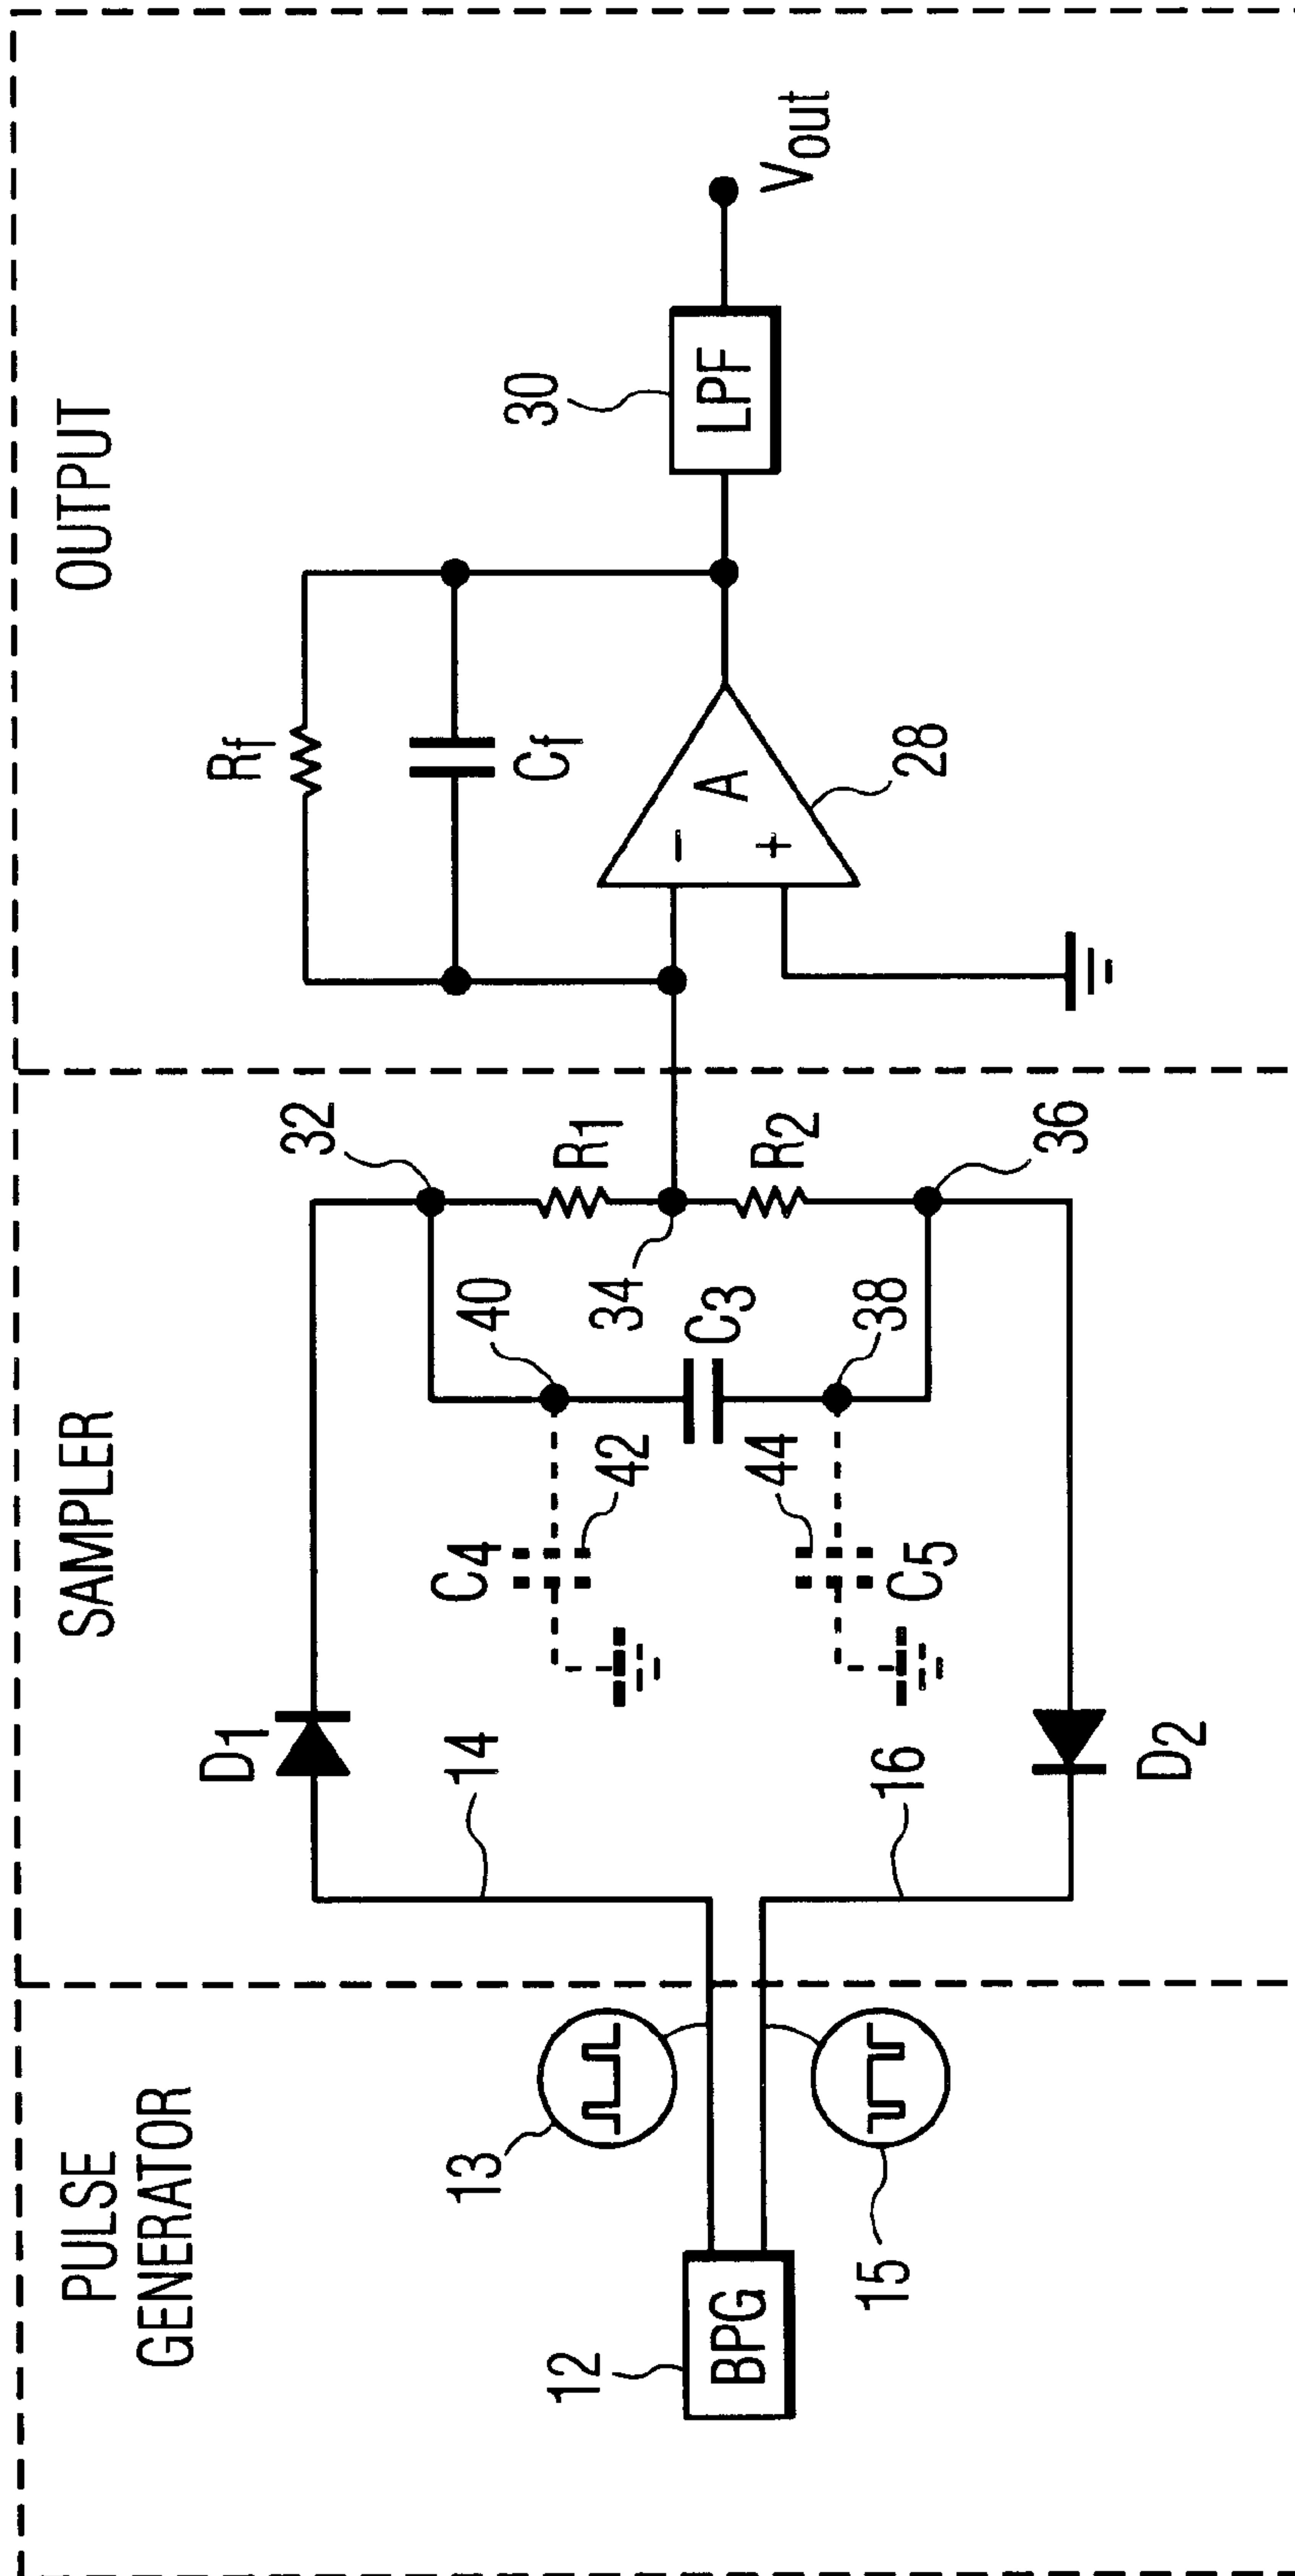 PULSE
GENERATOR
SAMPLER
OUTPUT
12
BPG
13
15
14
16
D1
D2
C4
42
C5
44
40
38
C3
32
34
36
R1
R2
Rf
Cf
A
−
+
28
30
LPF
Vout